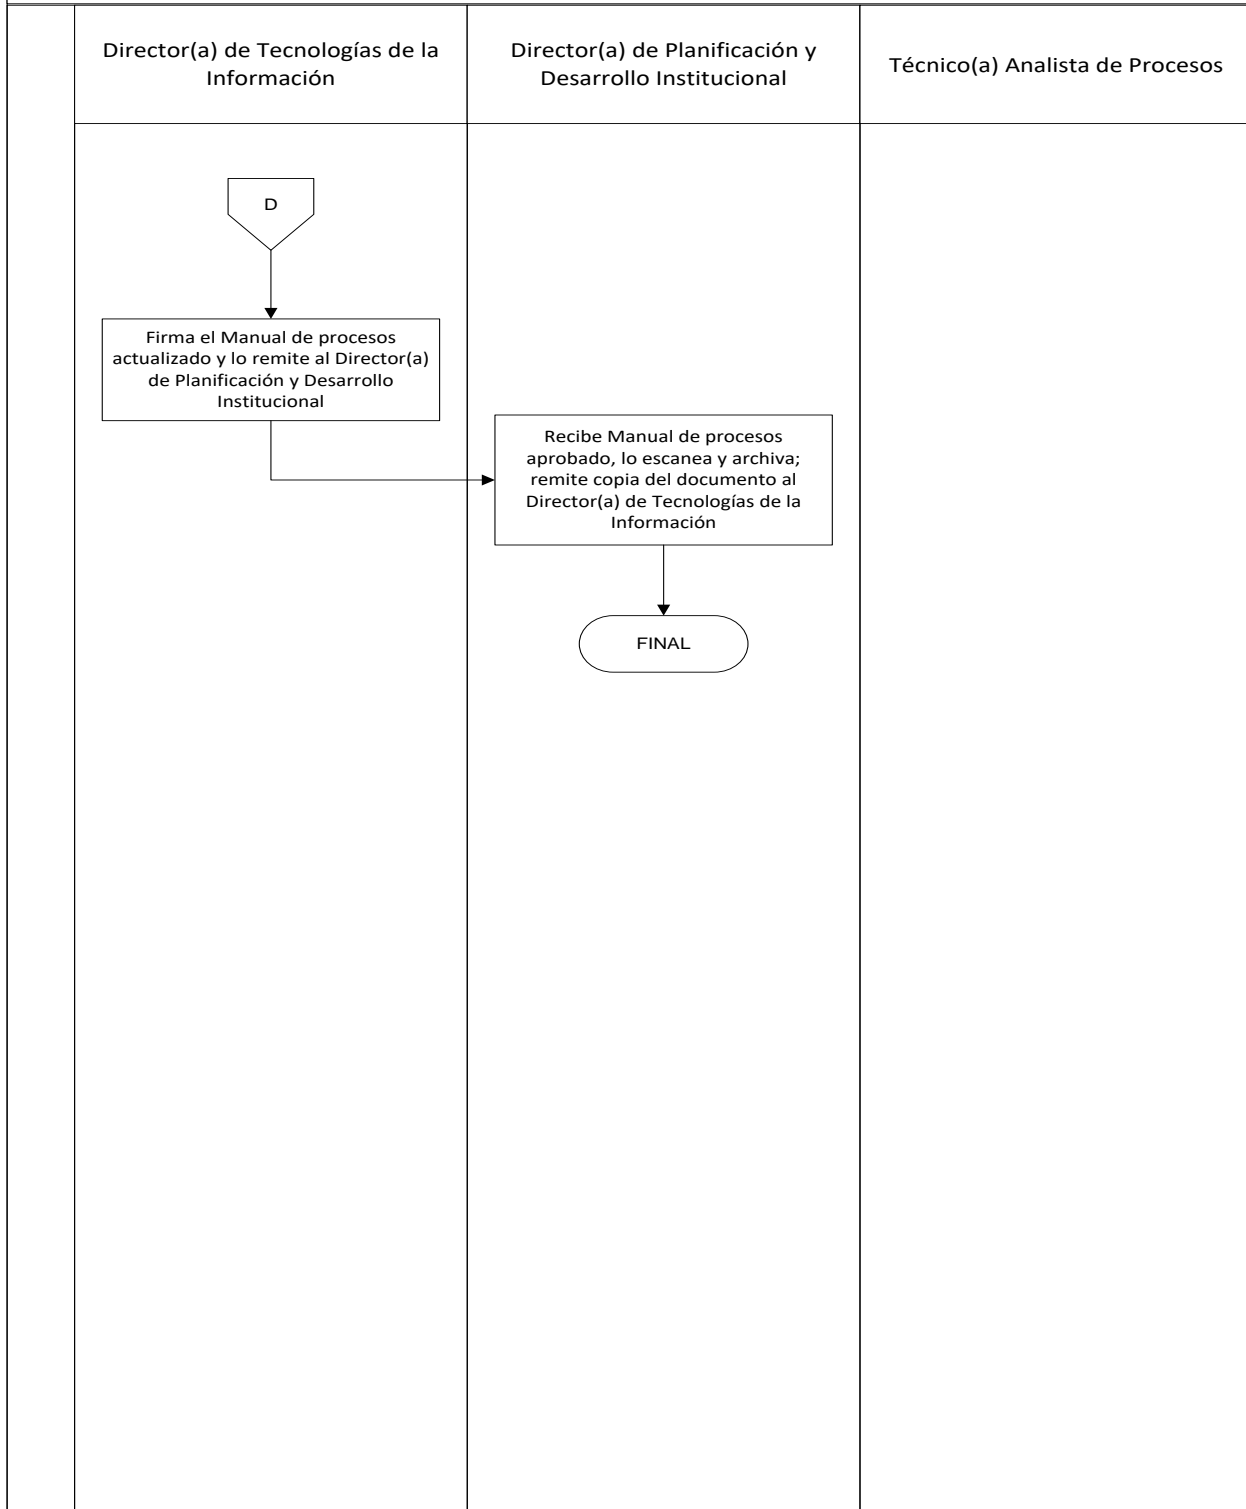 Director(a) de Tecnologías de la
Información
Director(a) de Planificación y
Desarrollo Institucional
Técnico(a) Analista de Procesos
D
Firma el Manual de procesos
actualizado y lo remite al Director(a)
de Planificación y Desarrollo
Institucional
Recibe Manual de procesos
aprobado, lo escanea y archiva;
remite copia del documento al
Director(a) de Tecnologías de la
Información
FINAL